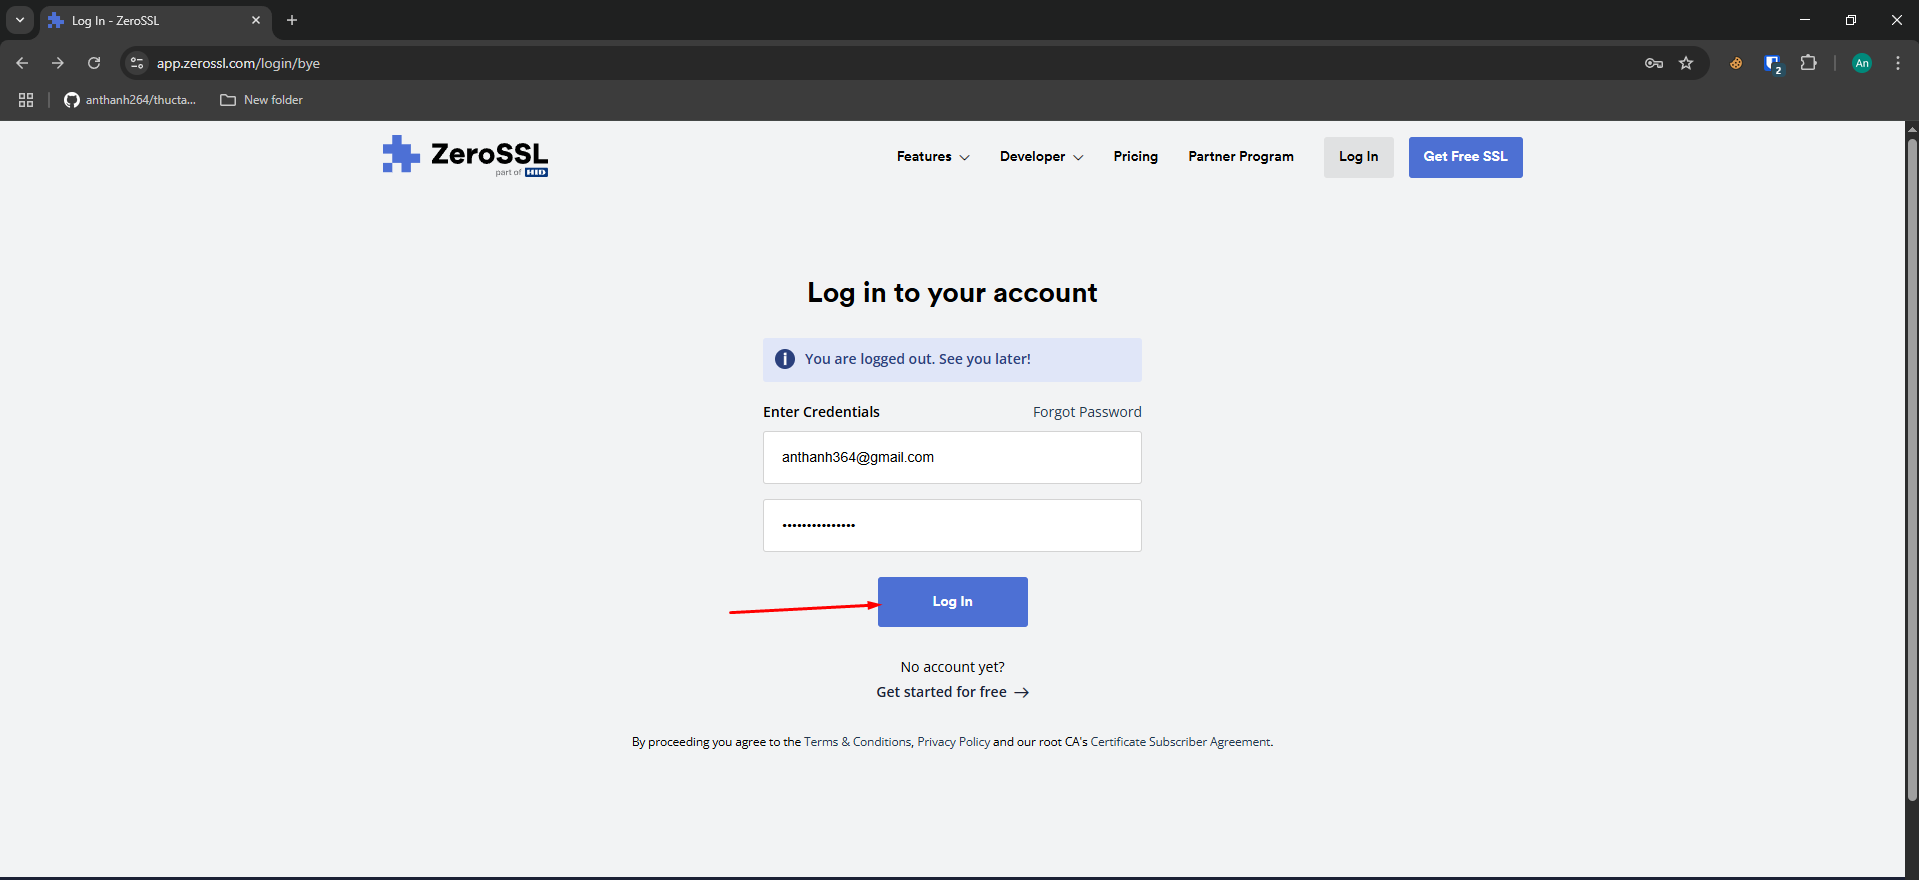 Log In - ZeroSSL
app.zerossl.com/login/bye
2
An
anthanh264/thucta...
New folder
ZeroSSL
part of HID
Features
Developer
Pricing
Partner Program
Log In
Get Free SSL
Log in to your account
You are logged out. See you later!
Enter Credentials
Forgot Password
anthanh364@gmail.com
•••••••••••••••
Log In
No account yet?
Get started for free →
By proceeding you agree to the Terms & Conditions, Privacy Policy and our root CA's Certificate Subscriber Agreement.